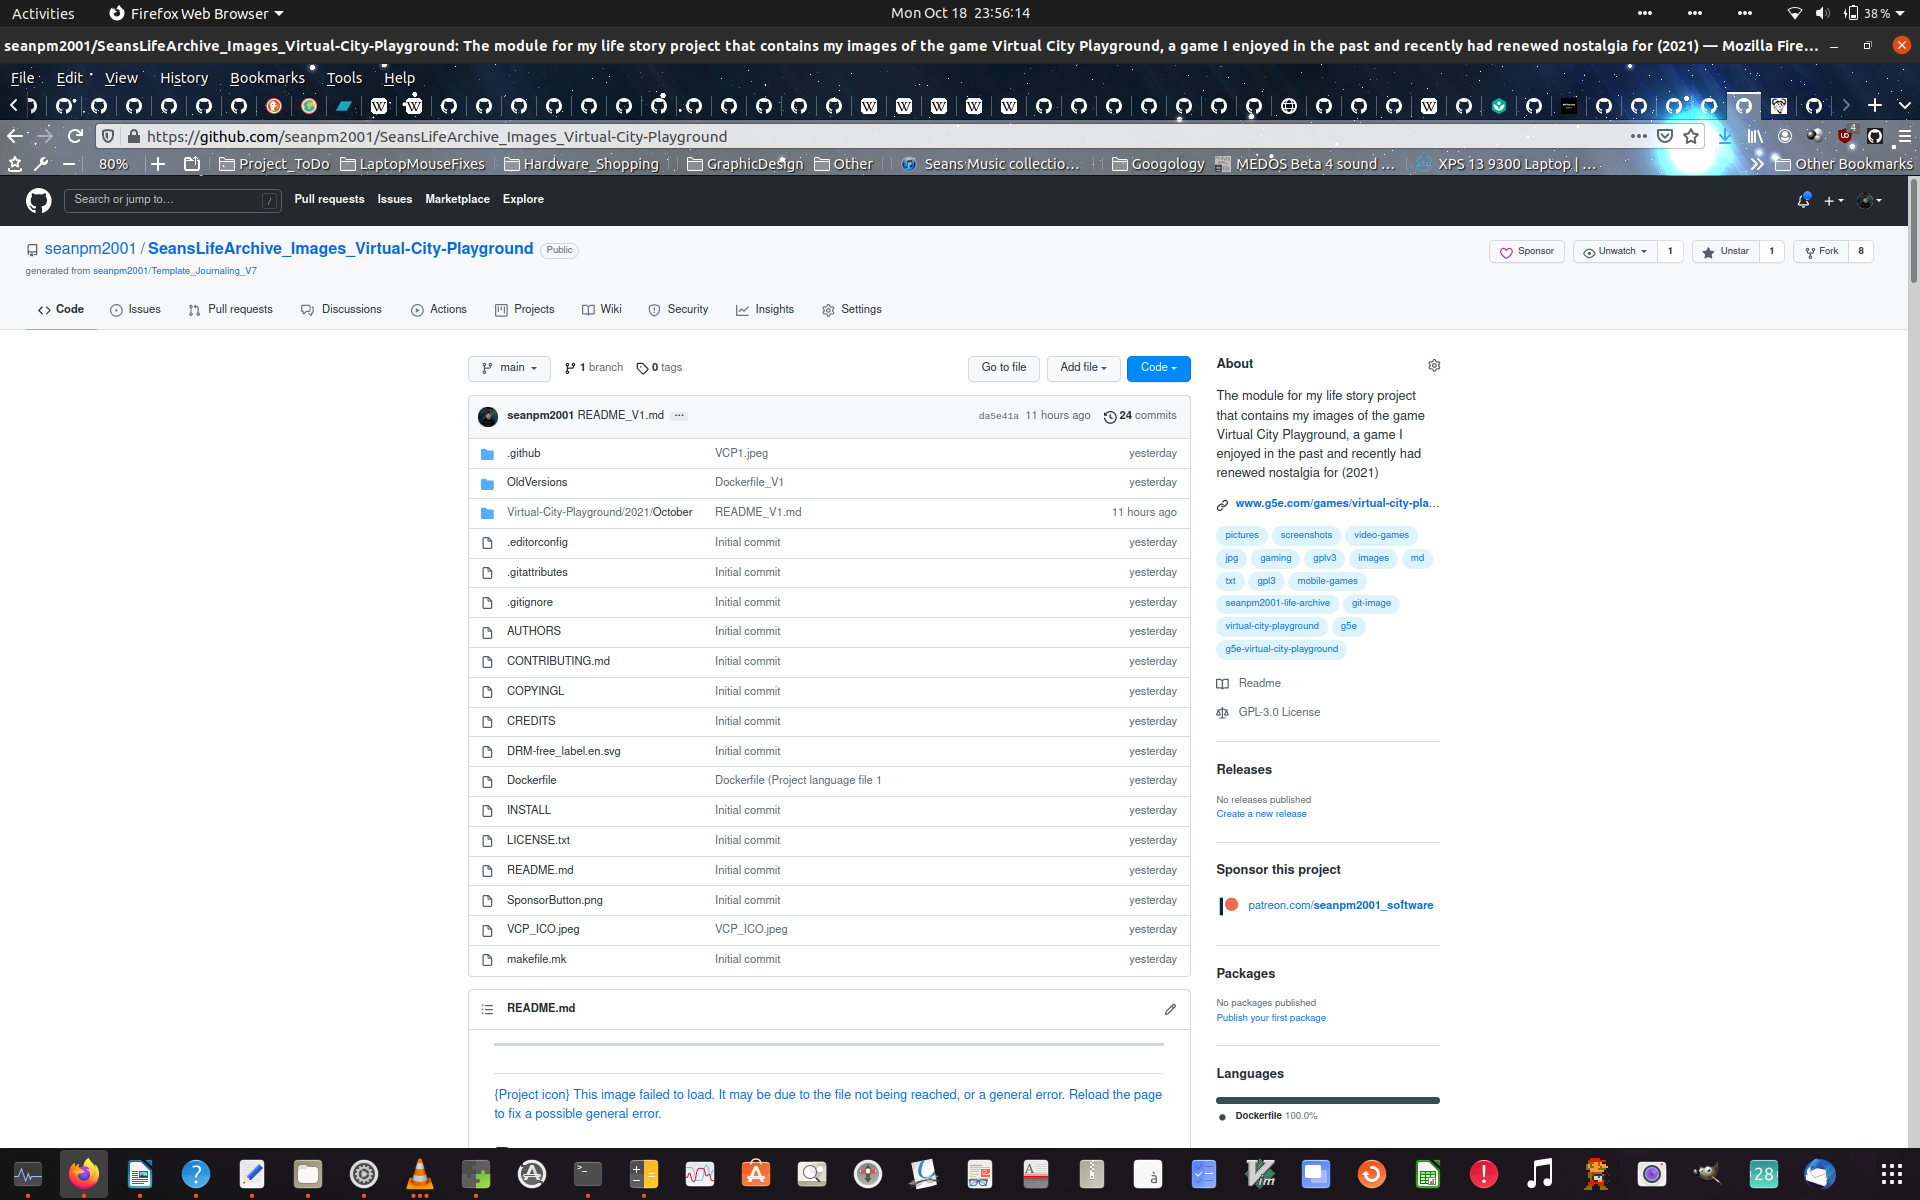 Activities
Firefox Web Browser
Mon Oct 18 23:56:14
38 %
seanpm2001/SeansLifeArchive_Images_Virtual-City-Playground: The module for my life story project that contains my images of the game Virtual City Playground, a game I enjoyed in the past and recently had renewed nostalgia for (2021) — Mozilla Fire…
File Edit View History Bookmarks Tools Help
https://github.com/seanpm2001/SeansLifeArchive_Images_Virtual-City-Playground
80%
Project_ToDo
LaptopMouseFixes
Hardware_Shopping
GraphicDesign
Other
Seans Music collectio…
Googology
MEDOS Beta 4 sound …
XPS 13 9300 Laptop | …
Other Bookmarks
Search or jump to…
/
Pull requests Issues Marketplace Explore
seanpm2001 / SeansLifeArchive_Images_Virtual-City-Playground Public
generated from seanpm2001/Template_Journaling_V7
Sponsor
Unwatch 1
Unstar 1
Fork 8
Code Issues Pull requests Discussions Actions Projects Wiki Security Insights Settings
main
1 branch
0 tags
Go to file
Add file
Code
seanpm2001 README_V1.md
da5e41a 11 hours ago
24 commits
.github VCP1.jpeg yesterday
OldVersions Dockerfile_V1 yesterday
Virtual-City-Playground/2021/October README_V1.md 11 hours ago
.editorconfig Initial commit yesterday
.gitattributes Initial commit yesterday
.gitignore Initial commit yesterday
AUTHORS Initial commit yesterday
CONTRIBUTING.md Initial commit yesterday
COPYINGL Initial commit yesterday
CREDITS Initial commit yesterday
DRM-free_label.en.svg Initial commit yesterday
Dockerfile Dockerfile (Project language file 1 yesterday
INSTALL Initial commit yesterday
LICENSE.txt Initial commit yesterday
README.md Initial commit yesterday
SponsorButton.png Initial commit yesterday
VCP_ICO.jpeg VCP_ICO.jpeg yesterday
makefile.mk Initial commit yesterday
README.md
{Project icon} This image failed to load. It may be due to the file not being reached, or a general error. Reload the page
to fix a possible general error.
About
The module for my life story project
that contains my images of the game
Virtual City Playground, a game I
enjoyed in the past and recently had
renewed nostalgia for (2021)
www.g5e.com/games/virtual-city-pla…
pictures screenshots video-games
jpg gaming gplv3 images md
txt gpl3 mobile-games
seanpm2001-life-archive git-image
virtual-city-playground g5e
g5e-virtual-city-playground
Readme
GPL-3.0 License
Releases
No releases published
Create a new release
Sponsor this project
patreon.com/seanpm2001_software
Packages
No packages published
Publish your first package
Languages
Dockerfile 100.0%
28